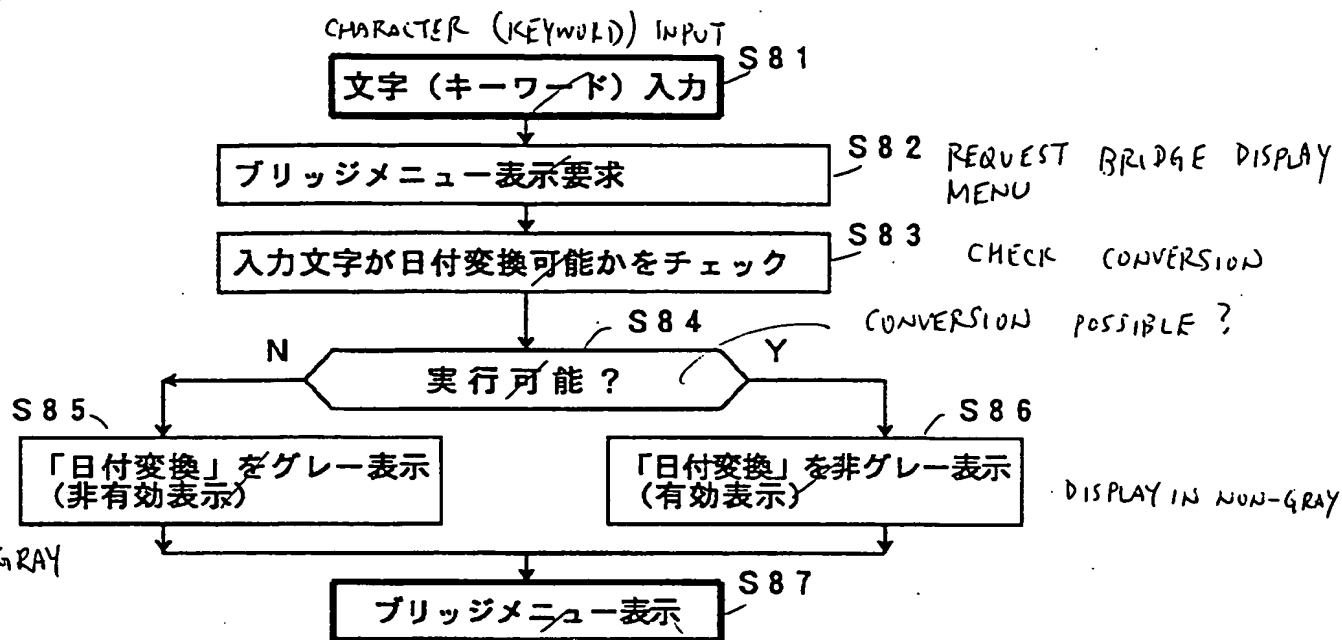 CHARACTER (KEYWORD) INPUT
S81
文字(キーワード)入力
S82
ブリッジメニュー表示要求
REQUEST BRIDGE DISPLAY
MENU
S83
入力文字が日付変換可能かをチェック
CHECK CONVERSION
S84
CONVERSION POSSIBLE?
N
実行可能?
Y
S85
S86
「日付変換」をグレー表示
(非有効表示)
「日付変換」を非グレー表示
(有効表示)
DISPLAY IN NON-GRAY
GRAY
S87
ブリッジメニュー表示